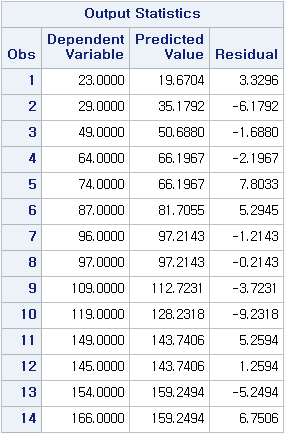 Output Statistics
Obs Dependent Variable Predicted Value Residual
1 23.0000 19.6704 3.3296
2 29.0000 35.1792 -6.1792
3 49.0000 50.6880 -1.6880
4 64.0000 66.1967 -2.1967
5 74.0000 66.1967 7.8033
6 87.0000 81.7055 5.2945
7 96.0000 97.2143 -1.2143
8 97.0000 97.2143 -0.2143
9 109.0000 112.7231 -3.7231
10 119.0000 128.2318 -9.2318
11 149.0000 143.7406 5.2594
12 145.0000 143.7406 1.2594
13 154.0000 159.2494 -5.2494
14 166.0000 159.2494 6.7506